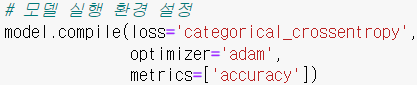 # 모델 실행 환경 설정
model.compile(loss='categorical_crossentropy',
              optimizer='adam',
              metrics=['accuracy'])